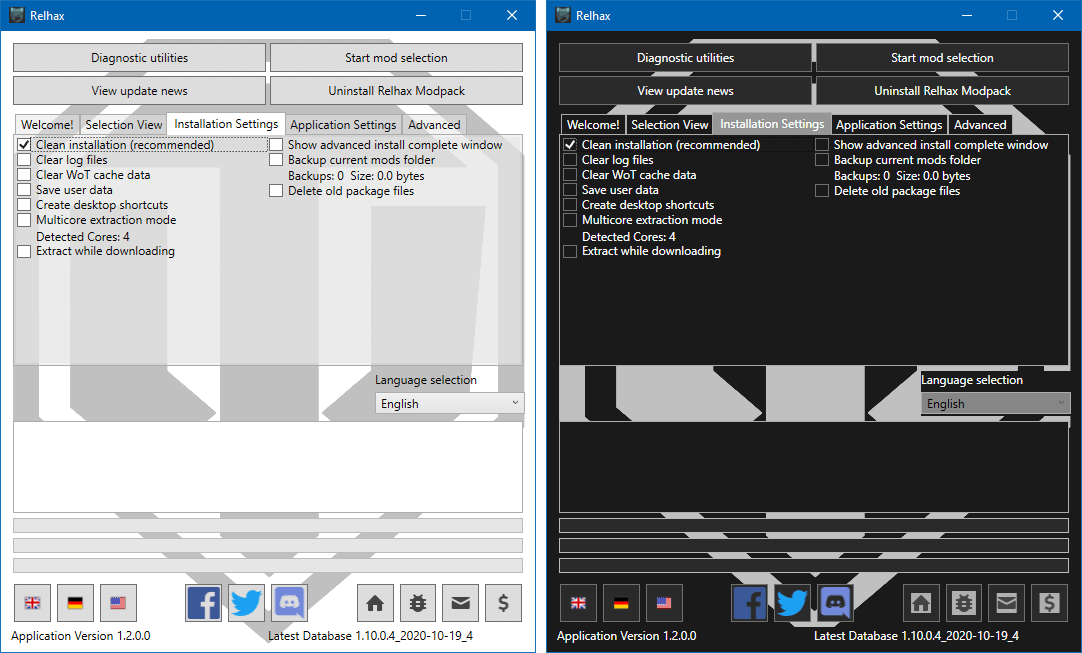 Relhax
Diagnostic utilities
Start mod selection
View update news
Uninstall Relhax Modpack
Welcome!
Selection View
Installation Settings
Application Settings
Advanced
Clean installation (recommended)
Clear log files
Clear WoT cache data
Save user data
Create desktop shortcuts
Multicore extraction mode
Detected Cores: 4
Extract while downloading
Show advanced install complete window
Backup current mods folder
Backups: 0  Size: 0.0 bytes
Delete old package files
Language selection
English
Application Version 1.2.0.0
Latest Database 1.10.0.4_2020-10-19_4
Relhax
Diagnostic utilities
Start mod selection
View update news
Uninstall Relhax Modpack
Welcome!
Selection View
Installation Settings
Application Settings
Advanced
Clean installation (recommended)
Clear log files
Clear WoT cache data
Save user data
Create desktop shortcuts
Multicore extraction mode
Detected Cores: 4
Extract while downloading
Show advanced install complete window
Backup current mods folder
Backups: 0  Size: 0.0 bytes
Delete old package files
Language selection
English
Application Version 1.2.0.0
Latest Database 1.10.0.4_2020-10-19_4